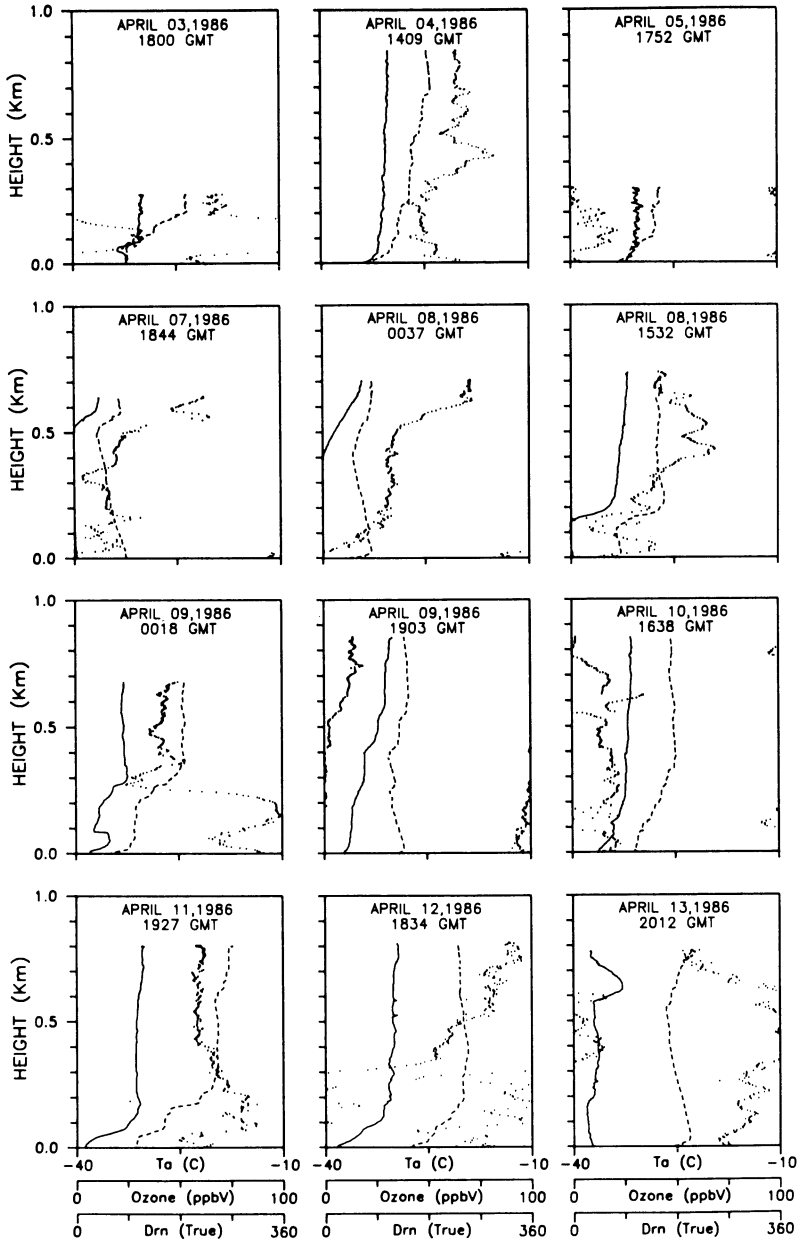 1.0
APRIL 03,1986
1800 GMT
APRIL 04,1986
1409 GMT
APRIL 05,1986
1752 GMT
HEIGHT (Km)
0.5
0.0
1.0
APRIL 07,1986
1844 GMT
APRIL 08,1986
0037 GMT
APRIL 08,1986
1532 GMT
HEIGHT (Km)
0.5
0.0
1.0
APRIL 09,1986
0018 GMT
APRIL 09,1986
1903 GMT
APRIL 10,1986
1638 GMT
HEIGHT (Km)
0.5
0.0
1.0
APRIL 11,1986
1927 GMT
APRIL 12,1986
1834 GMT
APRIL 13,1986
2012 GMT
HEIGHT (Km)
0.5
0.0
-40 Ta (C) -10
-40 Ta (C) -10
-40 Ta (C) -10
0 Ozone (ppbV) 100
0 Ozone (ppbV) 100
0 Ozone (ppbV) 100
0 Drn (True) 360
0 Drn (True) 360
0 Drn (True) 360